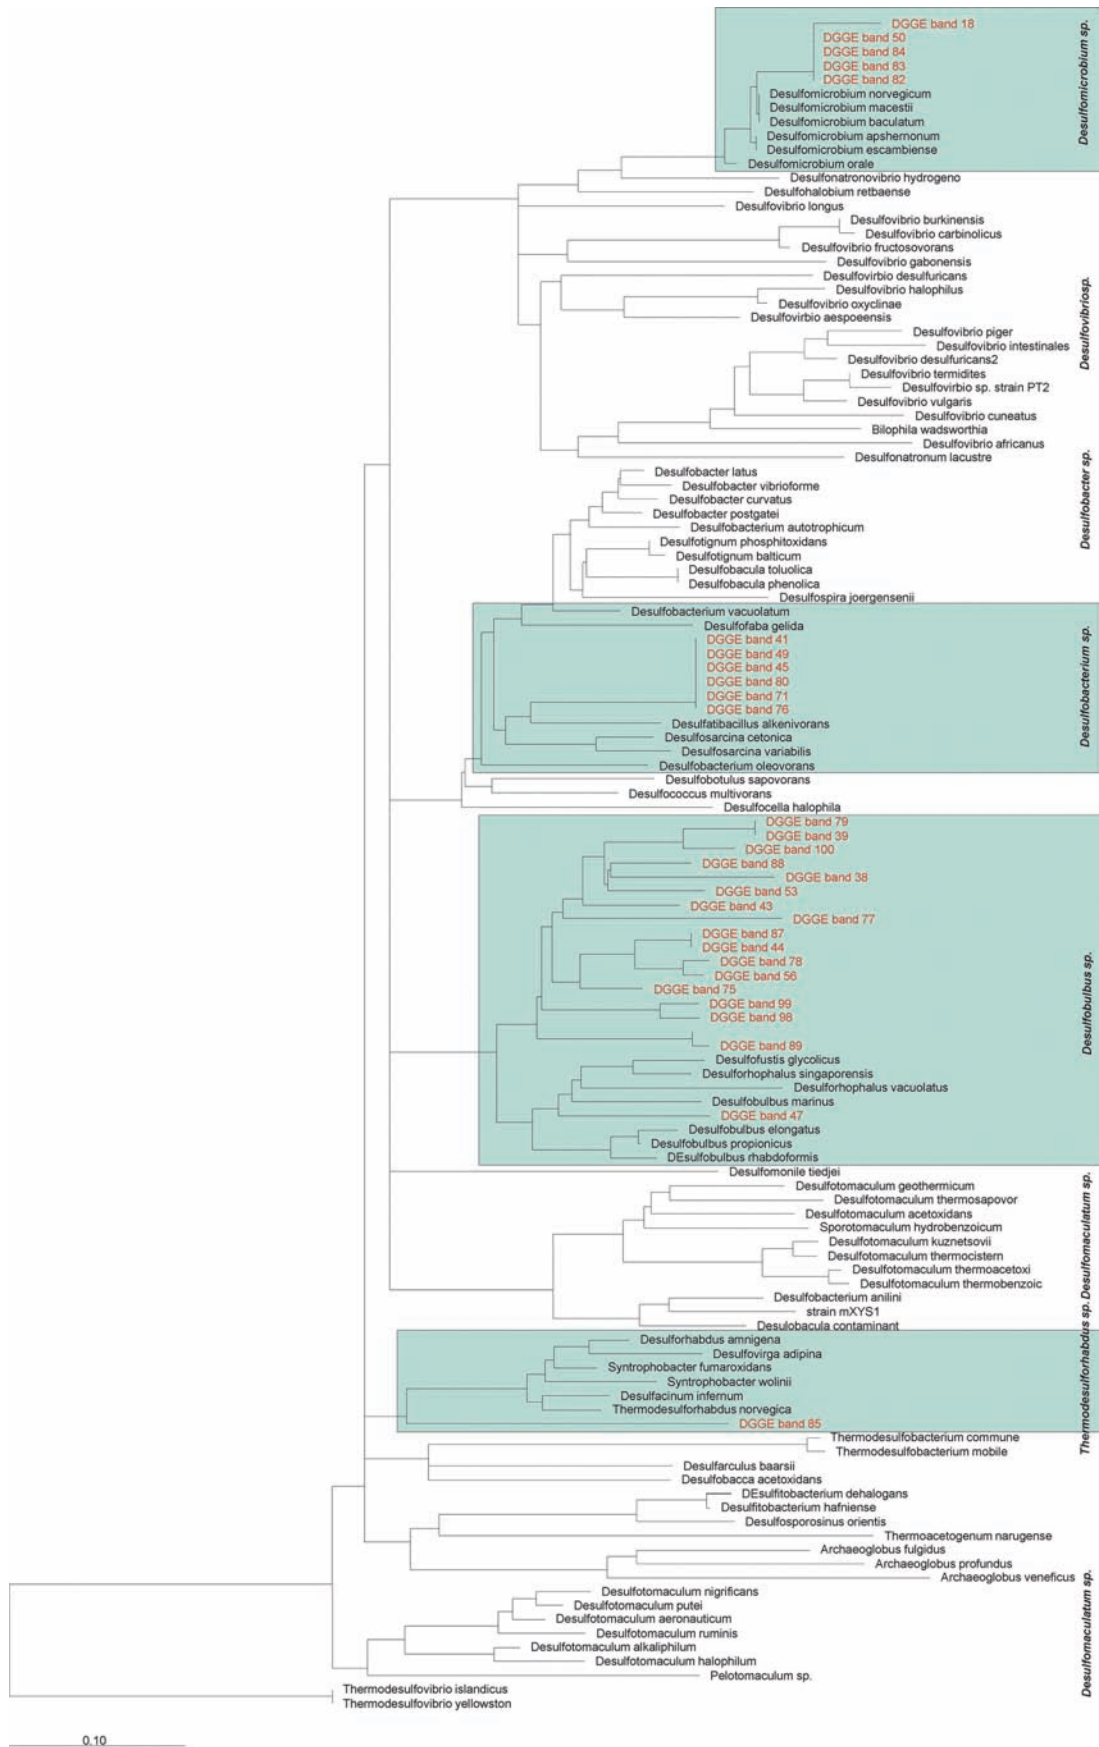 DGGE band 18
DGGE band 50
DGGE band 84
DGGE band 83
DGGE band 82
Desulfomicrobium norvegicum
Desulfomicrobium macestii
Desulfomicrobium baculatum
Desulfomicrobium apshernonum
Desulfomicrobium escambiense
Desulfomicrobium orale
Desulfomicrobium sp.
Desulfonatronovibrio hydrogeno
Desulfohalobium retbaense
Desulfovibrio longus
Desulfovibrio burkinensis
Desulfovibrio carbinolicus
Desulfovibrio fructosovorans
Desulfovibrio gabonensis
Desulfovirbio desulfuricans
Desulfovibrio halophilus
Desulfovibrio oxyclinae
Desulfovirbio aespoeensis
Desulfovibrio piger
Desulfovibrio intestinales
Desulfovibrio desulfuricans2
Desulfovibrio termidites
Desulfovirbio sp. strain PT2
Desulfovibrio vulgaris
Desulfovibrio cuneatus
Bilophila wadsworthia
Desulfovibrio africanus
Desulfonatronum lacustre
Desulfovibriosp.
Desulfobacter latus
Desulfobacter vibrioforme
Desulfobacter curvatus
Desulfobacter postgatei
Desulfobacterium autotrophicum
Desulfotignum phosphitoxidans
Desulfotignum balticum
Desulfobacula toluolica
Desulfobacula phenolica
Desulfospira joergensenii
Desulfobacter sp.
Desulfobacterium vacuolatum
Desulfofaba gelida
DGGE band 41
DGGE band 49
DGGE band 45
DGGE band 80
DGGE band 71
DGGE band 76
Desulfatibacillus alkenivorans
Desulfosarcina cetonica
Desulfosarcina variabilis
Desulfobacterium oleovorans
Desulfobacterium sp.
Desulfobotulus sapovorans
Desulfococcus multivorans
Desulfocella halophila
DGGE band 79
DGGE band 39
DGGE band 100
DGGE band 88
DGGE band 38
DGGE band 53
DGGE band 43
DGGE band 77
DGGE band 87
DGGE band 44
DGGE band 78
DGGE band 56
DGGE band 75
DGGE band 99
DGGE band 98
DGGE band 89
Desulfofustis glycolicus
Desulforhophalus singaporensis
Desulforhophalus vacuolatus
Desulfobulbus marinus
DGGE band 47
Desulfobulbus elongatus
Desulfobulbus propionicus
DEsulfobulbus rhabdoformis
Desulfobulbus sp.
Desulfomonile tiedjei
Desulfotomaculum geothermicum
Desulfotomaculum thermosapovor
Desulfotomaculum acetoxidans
Sporotomaculum hydrobenzoicum
Desulfotomaculum kuznetsovii
Desulfotomaculum thermocistern
Desulfotomaculum thermoacetoxi
Desulfotomaculum thermobenzoic
Desulfobacterium anilini
strain mXYS1
Desulobacula contaminant
Desulfomaculatum sp.
Desulforhabdus amnigena
Desulfovirga adipina
Syntrophobacter fumaroxidans
Syntrophobacter wolinii
Desulfacinum infernum
Thermodesulforhabdus norvegica
DGGE band 85
Thermodesulforhabdus sp.
Thermodesulfobacterium commune
Thermodesulfobacterium mobile
Desulfarculus baarsii
Desulfobacca acetoxidans
DEsulfitobacterium dehalogans
Desulfitobacterium hafniense
Desulfosporosinus orientis
Thermoacetogenum narugense
Archaeoglobus fulgidus
Archaeoglobus profundus
Archaeoglobus veneficus
Desulfotomaculum nigrificans
Desulfotomaculum putei
Desulfotomaculum aeronauticum
Desulfotomaculum ruminis
Desulfotomaculum alkaliphilum
Desulfotomaculum halophilum
Pelotomaculum sp.
Desulfomaculatum sp.
Thermodesulfovibrio islandicus
Thermodesulfovibrio yellowston
0.10